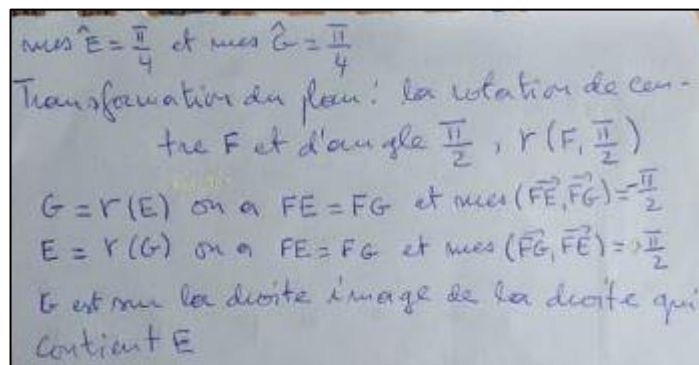 mes Ê = π/4 et mes Ĝ = π/4
Transformation du plan : la rotation de cen-
tre F et d'angle π/2, r(F, π/2)
G = r(E) on a FE = FG et mes(FE→, FG→) = -π/2
E = r(G) on a FE = FG et mes(FG→, FE→) = π/2
G est sur la droite image de la droite qui
contient E